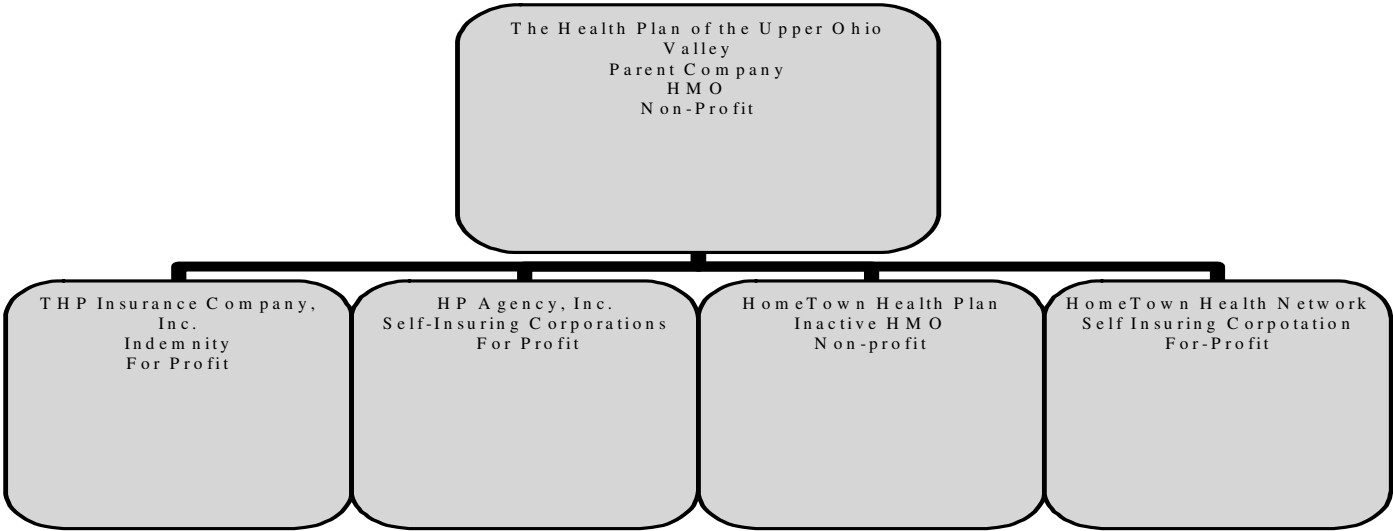 The Health Plan of the Upper Ohio
Valley
Parent Company
HMO
Non-Profit
THP Insurance Company,
Inc.
Indemnity
For Profit
HP Agency, Inc.
Self-Insuring Corporations
For Profit
HomeTown Health Plan
Inactive HMO
Non-profit
HomeTown Health Network
Self Insuring Corpotation
For-Profit